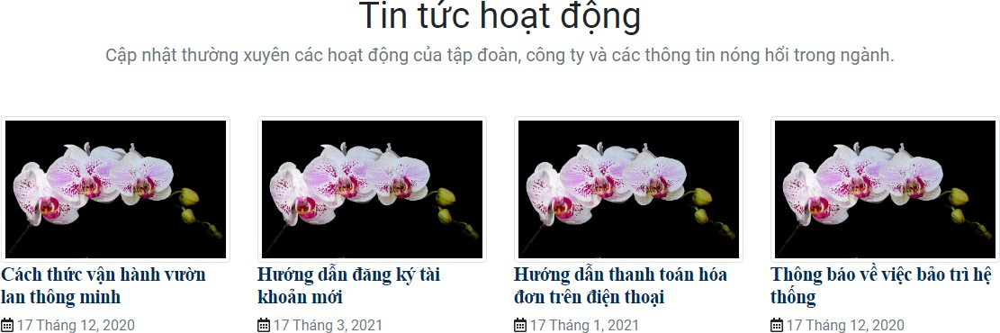 Tin tức hoạt động
Cập nhật thường xuyên các hoạt động của tập đoàn, công ty và các thông tin nóng hổi trong ngành.
Cách thức vận hành vườn
lan thông minh
17 Tháng 12, 2020
Hướng dẫn đăng ký tài
khoản mới
17 Tháng 3, 2021
Hướng dẫn thanh toán hóa
đơn trên điện thoại
17 Tháng 1, 2021
Thông báo về việc bảo trì hệ
thống
17 Tháng 12, 2020